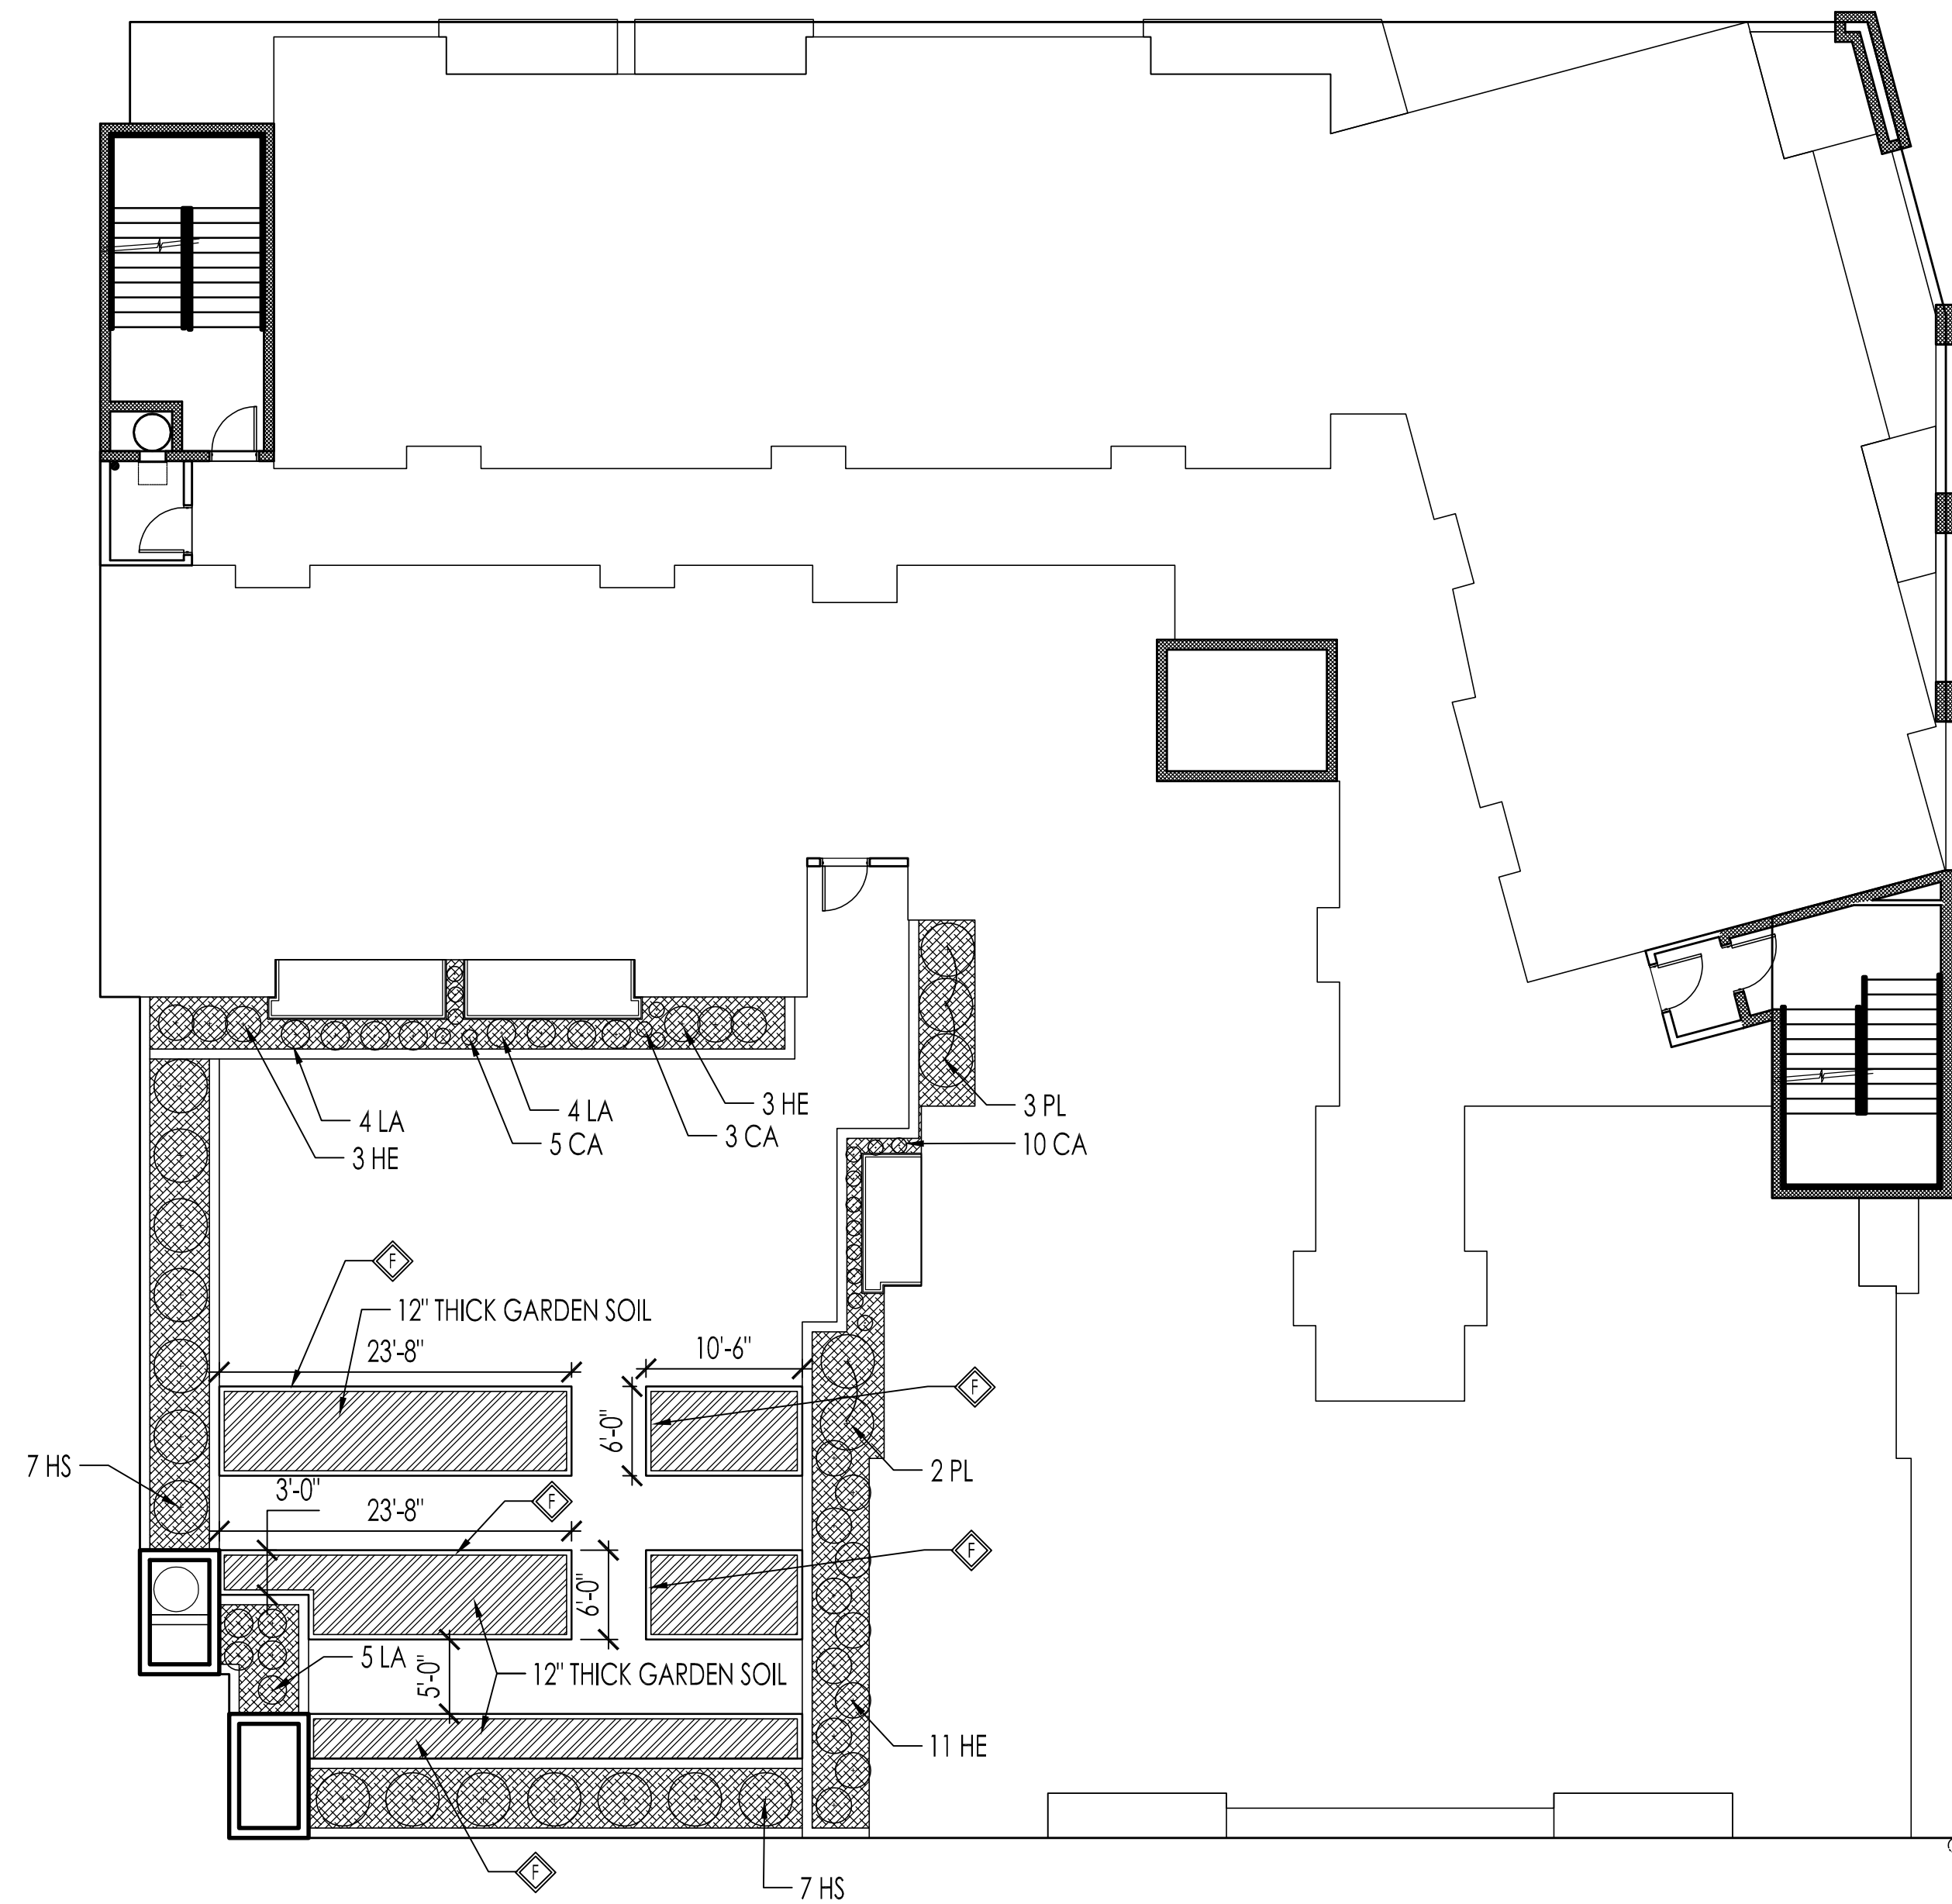 3 HE
4 LA
3 PL
4 LA
3 CA
5 CA
10 CA
3 HE
F
12" THICK GARDEN SOIL
23'-8"
10'-6"
F
6'-0"
7 HS
2 PL
3'-0"
23'-8"
F
F
6'-0"
5 LA
5'-0"
12" THICK GARDEN SOIL
11 HE
F
7 HS